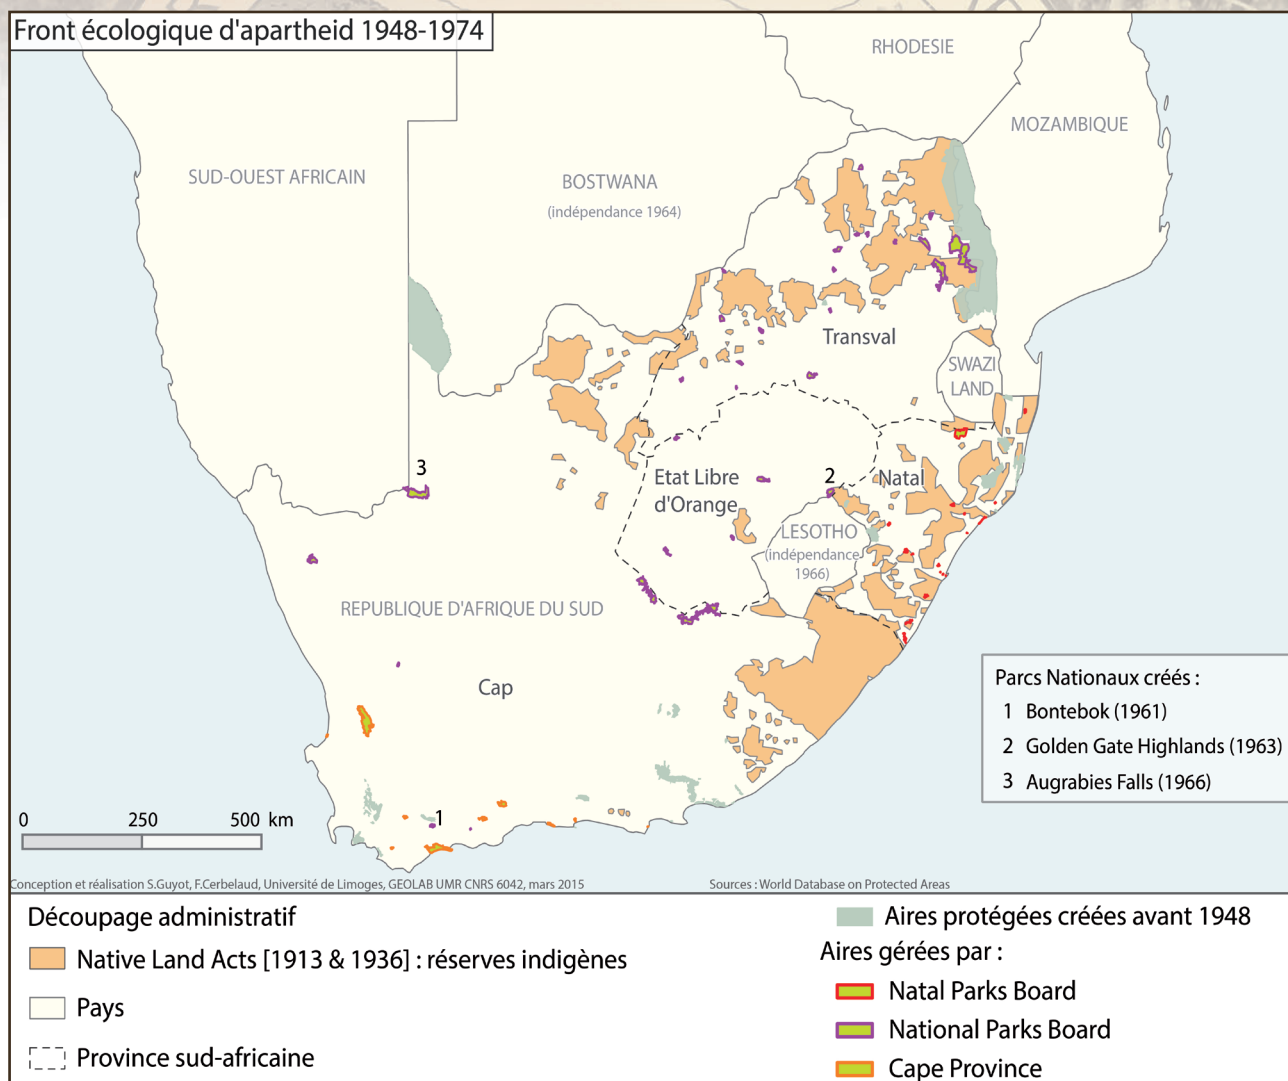 Front écologique d'apartheid 1948-1974
RHODESIE
MOZAMBIQUE
SUD-OUEST AFRICAIN
BOSTWANA
(indépendance 1964)
Transval
SWAZI
LAND
3
Etat Libre
d'Orange
2
Natal
LESOTHO
(indépendance
1966)
REPUBLIQUE D'AFRIQUE DU SUD
Cap
Parcs Nationaux créés :
1 Bontebok (1961)
2 Golden Gate Highlands (1963)
3 Augrabies Falls (1966)
1
0 250 500 km
Conception et réalisation S.Guyot, F.Cerbelaud, Université de Limoges, GEOLAB UMR CNRS 6042, mars 2015
Sources : World Database on Protected Areas
Découpage administratif
Native Land Acts [1913 & 1936] : réserves indigènes
Pays
Province sud-africaine
Aires protégées créées avant 1948
Aires gérées par :
Natal Parks Board
National Parks Board
Cape Province